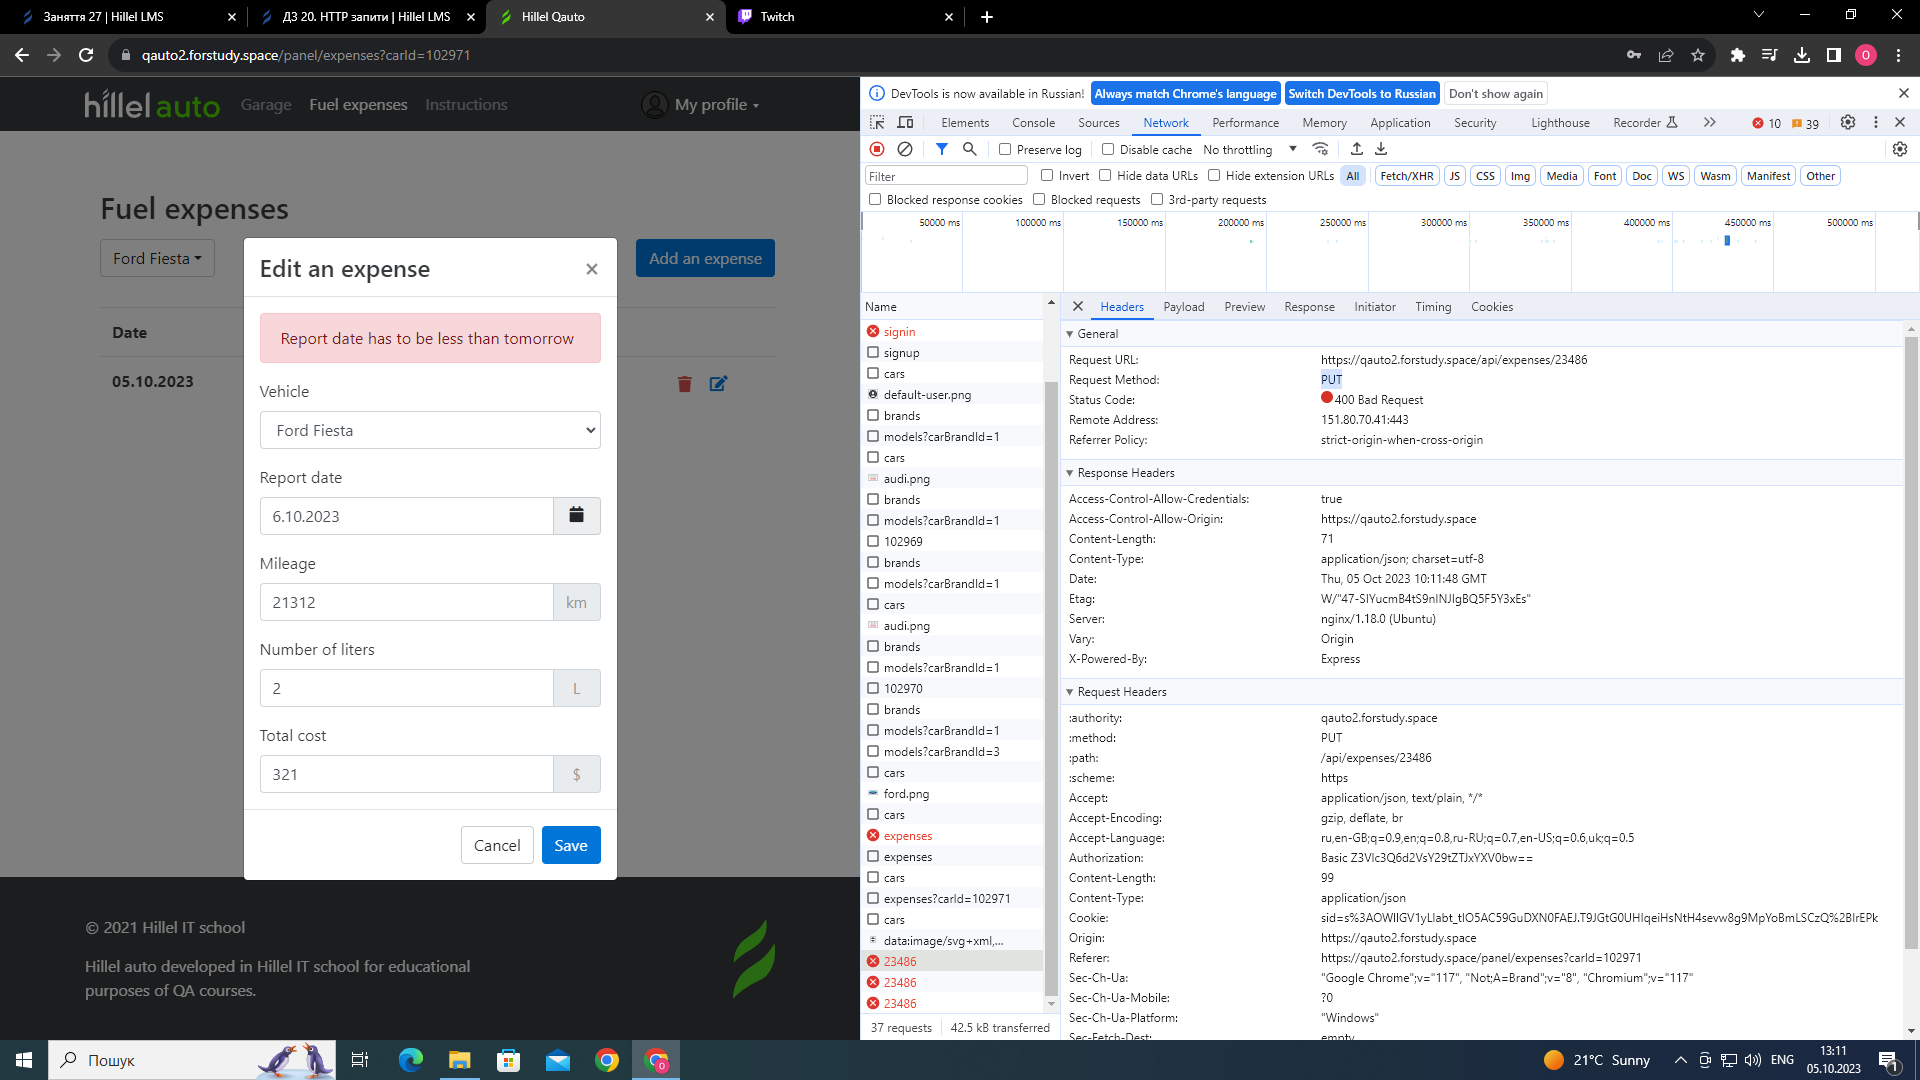 Заняття 27 | Hillel LMS
ДЗ 20. HTTP запити | Hillel LMS
Hillel Qauto
Twitch
qauto2.forstudy.space/panel/expenses?carId=102971
O
hillel auto
Garage
Fuel expenses
Instructions
My profile
Fuel expenses
Ford Fiesta
Add an expense
Date
05.10.2023
Edit an expense
×
Report date has to be less than tomorrow
Vehicle
Ford Fiesta
Report date
6.10.2023
Mileage
21312
km
Number of liters
2
L
Total cost
321
$
Cancel
Save
© 2021 Hillel IT school
Hillel auto developed in Hillel IT school for educational
purposes of QA courses.
DevTools is now available in Russian!
Always match Chrome's language
Switch DevTools to Russian
Don't show again
Elements
Console
Sources
Network
Performance
Memory
Application
Security
Lighthouse
Recorder
10
39
Preserve log
Disable cache
No throttling
Filter
Invert
Hide data URLs
Hide extension URLs
All
Fetch/XHR
JS
CSS
Img
Media
Font
Doc
WS
Wasm
Manifest
Other
Blocked response cookies
Blocked requests
3rd-party requests
50000 ms
100000 ms
150000 ms
200000 ms
250000 ms
300000 ms
350000 ms
400000 ms
450000 ms
500000 ms
Name
signin
signup
cars
default-user.png
brands
models?carBrandId=1
cars
audi.png
brands
models?carBrandId=1
102969
brands
models?carBrandId=1
cars
audi.png
brands
models?carBrandId=1
102970
brands
models?carBrandId=1
models?carBrandId=3
cars
ford.png
cars
expenses
expenses
cars
expenses?carId=102971
cars
data:image/svg+xml,...
23486
23486
23486
37 requests
42.5 kB transferred
Headers
Payload
Preview
Response
Initiator
Timing
Cookies
General
Request URL: https://qauto2.forstudy.space/api/expenses/23486
Request Method: PUT
Status Code: 400 Bad Request
Remote Address: 151.80.70.41:443
Referrer Policy: strict-origin-when-cross-origin
Response Headers
Access-Control-Allow-Credentials: true
Access-Control-Allow-Origin: https://qauto2.forstudy.space
Content-Length: 71
Content-Type: application/json; charset=utf-8
Date: Thu, 05 Oct 2023 10:11:48 GMT
Etag:
Server: nginx/1.18.0 (Ubuntu)
Vary: Origin
X-Powered-By: Express
Request Headers
:authority: qauto2.forstudy.space
:method: PUT
:path: /api/expenses/23486
:scheme: https
Accept: application/json, text/plain, */*
Accept-Encoding: gzip, deflate, br
Accept-Language: ru,en-GB;q=0.9,en;q=0.8,ru-RU;q=0.7,en-US;q=0.6,uk;q=0.5
Authorization: Basic
Content-Length: 99
Content-Type: application/json
Cookie:
Origin: https://qauto2.forstudy.space
Referer: https://qauto2.forstudy.space/panel/expenses?carId=102971
Sec-Ch-Ua: "Google Chrome";v="117", "Not;A=Brand";v="8", "Chromium";v="117"
Sec-Ch-Ua-Mobile: ?0
Sec-Ch-Ua-Platform: "Windows"
Sec-Fetch-Dest: empty
Пошук
21°C Sunny
ENG
13:11
05.10.2023
1